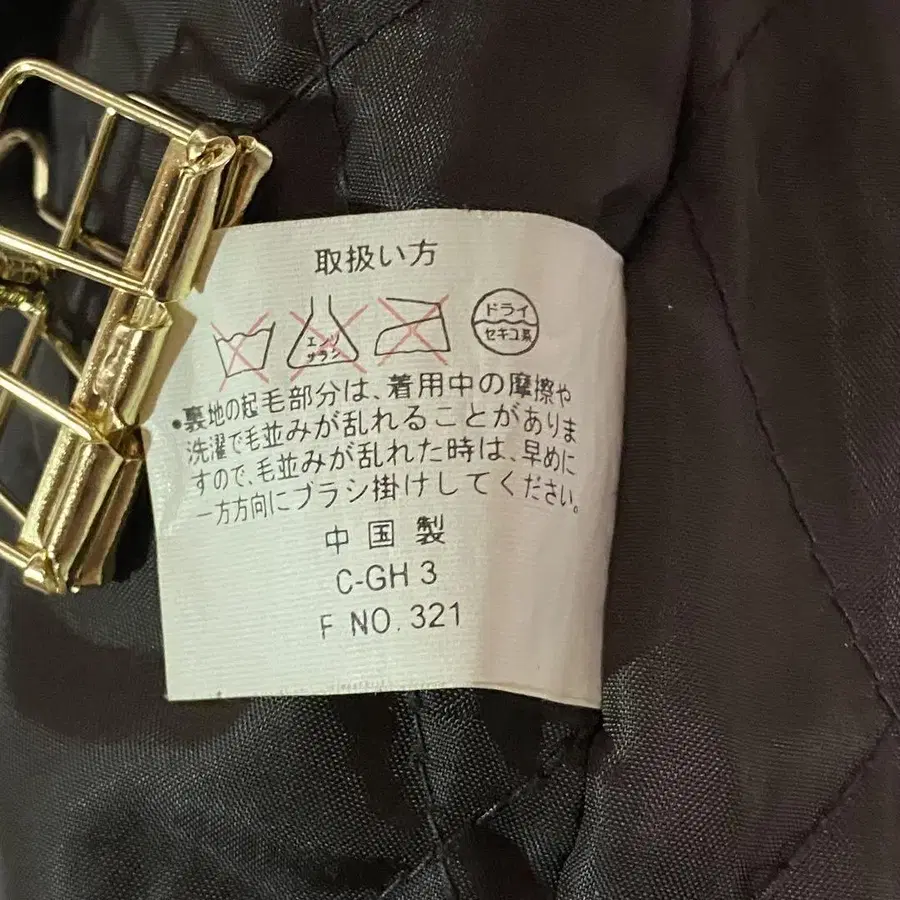 取扱い方
エンソ
サラシ
ドライ
セキユ系
・裏地の起毛部分は、着用中の摩擦や
洗濯で毛並みが乱れることがありま
すので、毛並みが乱れた時は、早めに
一方方向にブラシ掛けしてください。
中国製
C-GH 3
F NO. 321